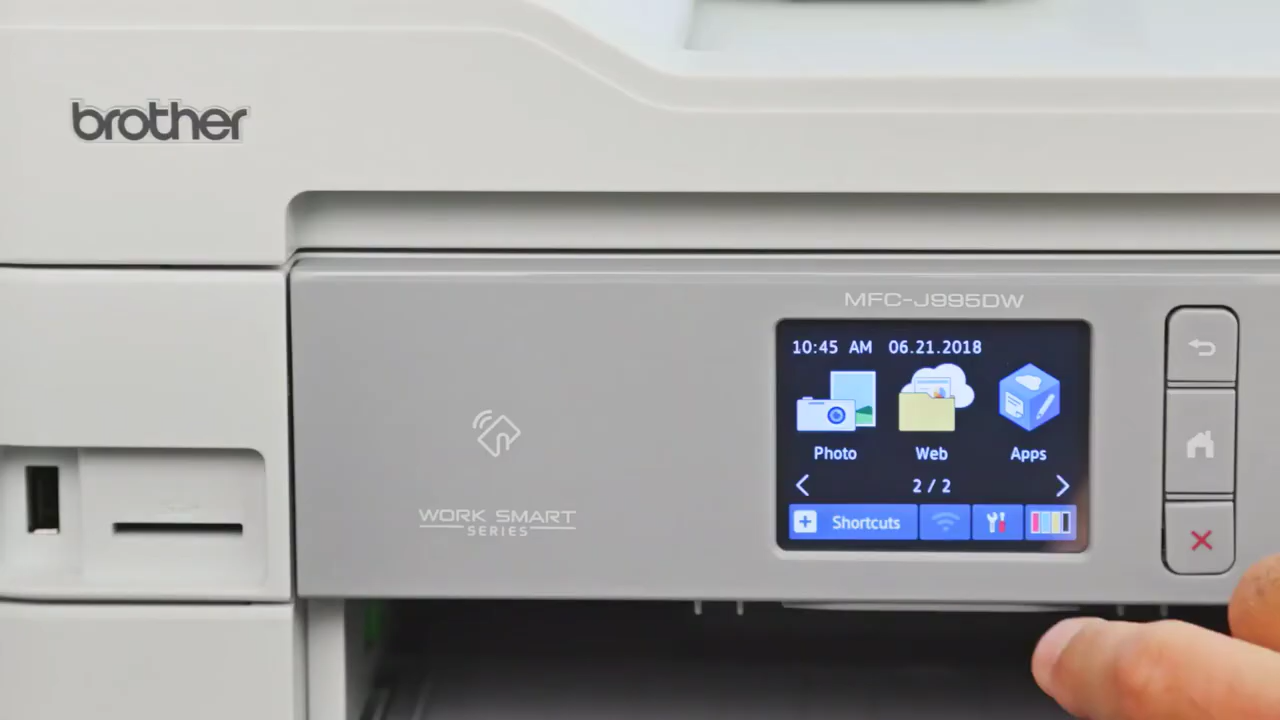 brother
MFC-J995DW
10:45 AM 06.21.2018
Photo Web Apps
2 / 2
Shortcuts
WORK SMART
SERIES